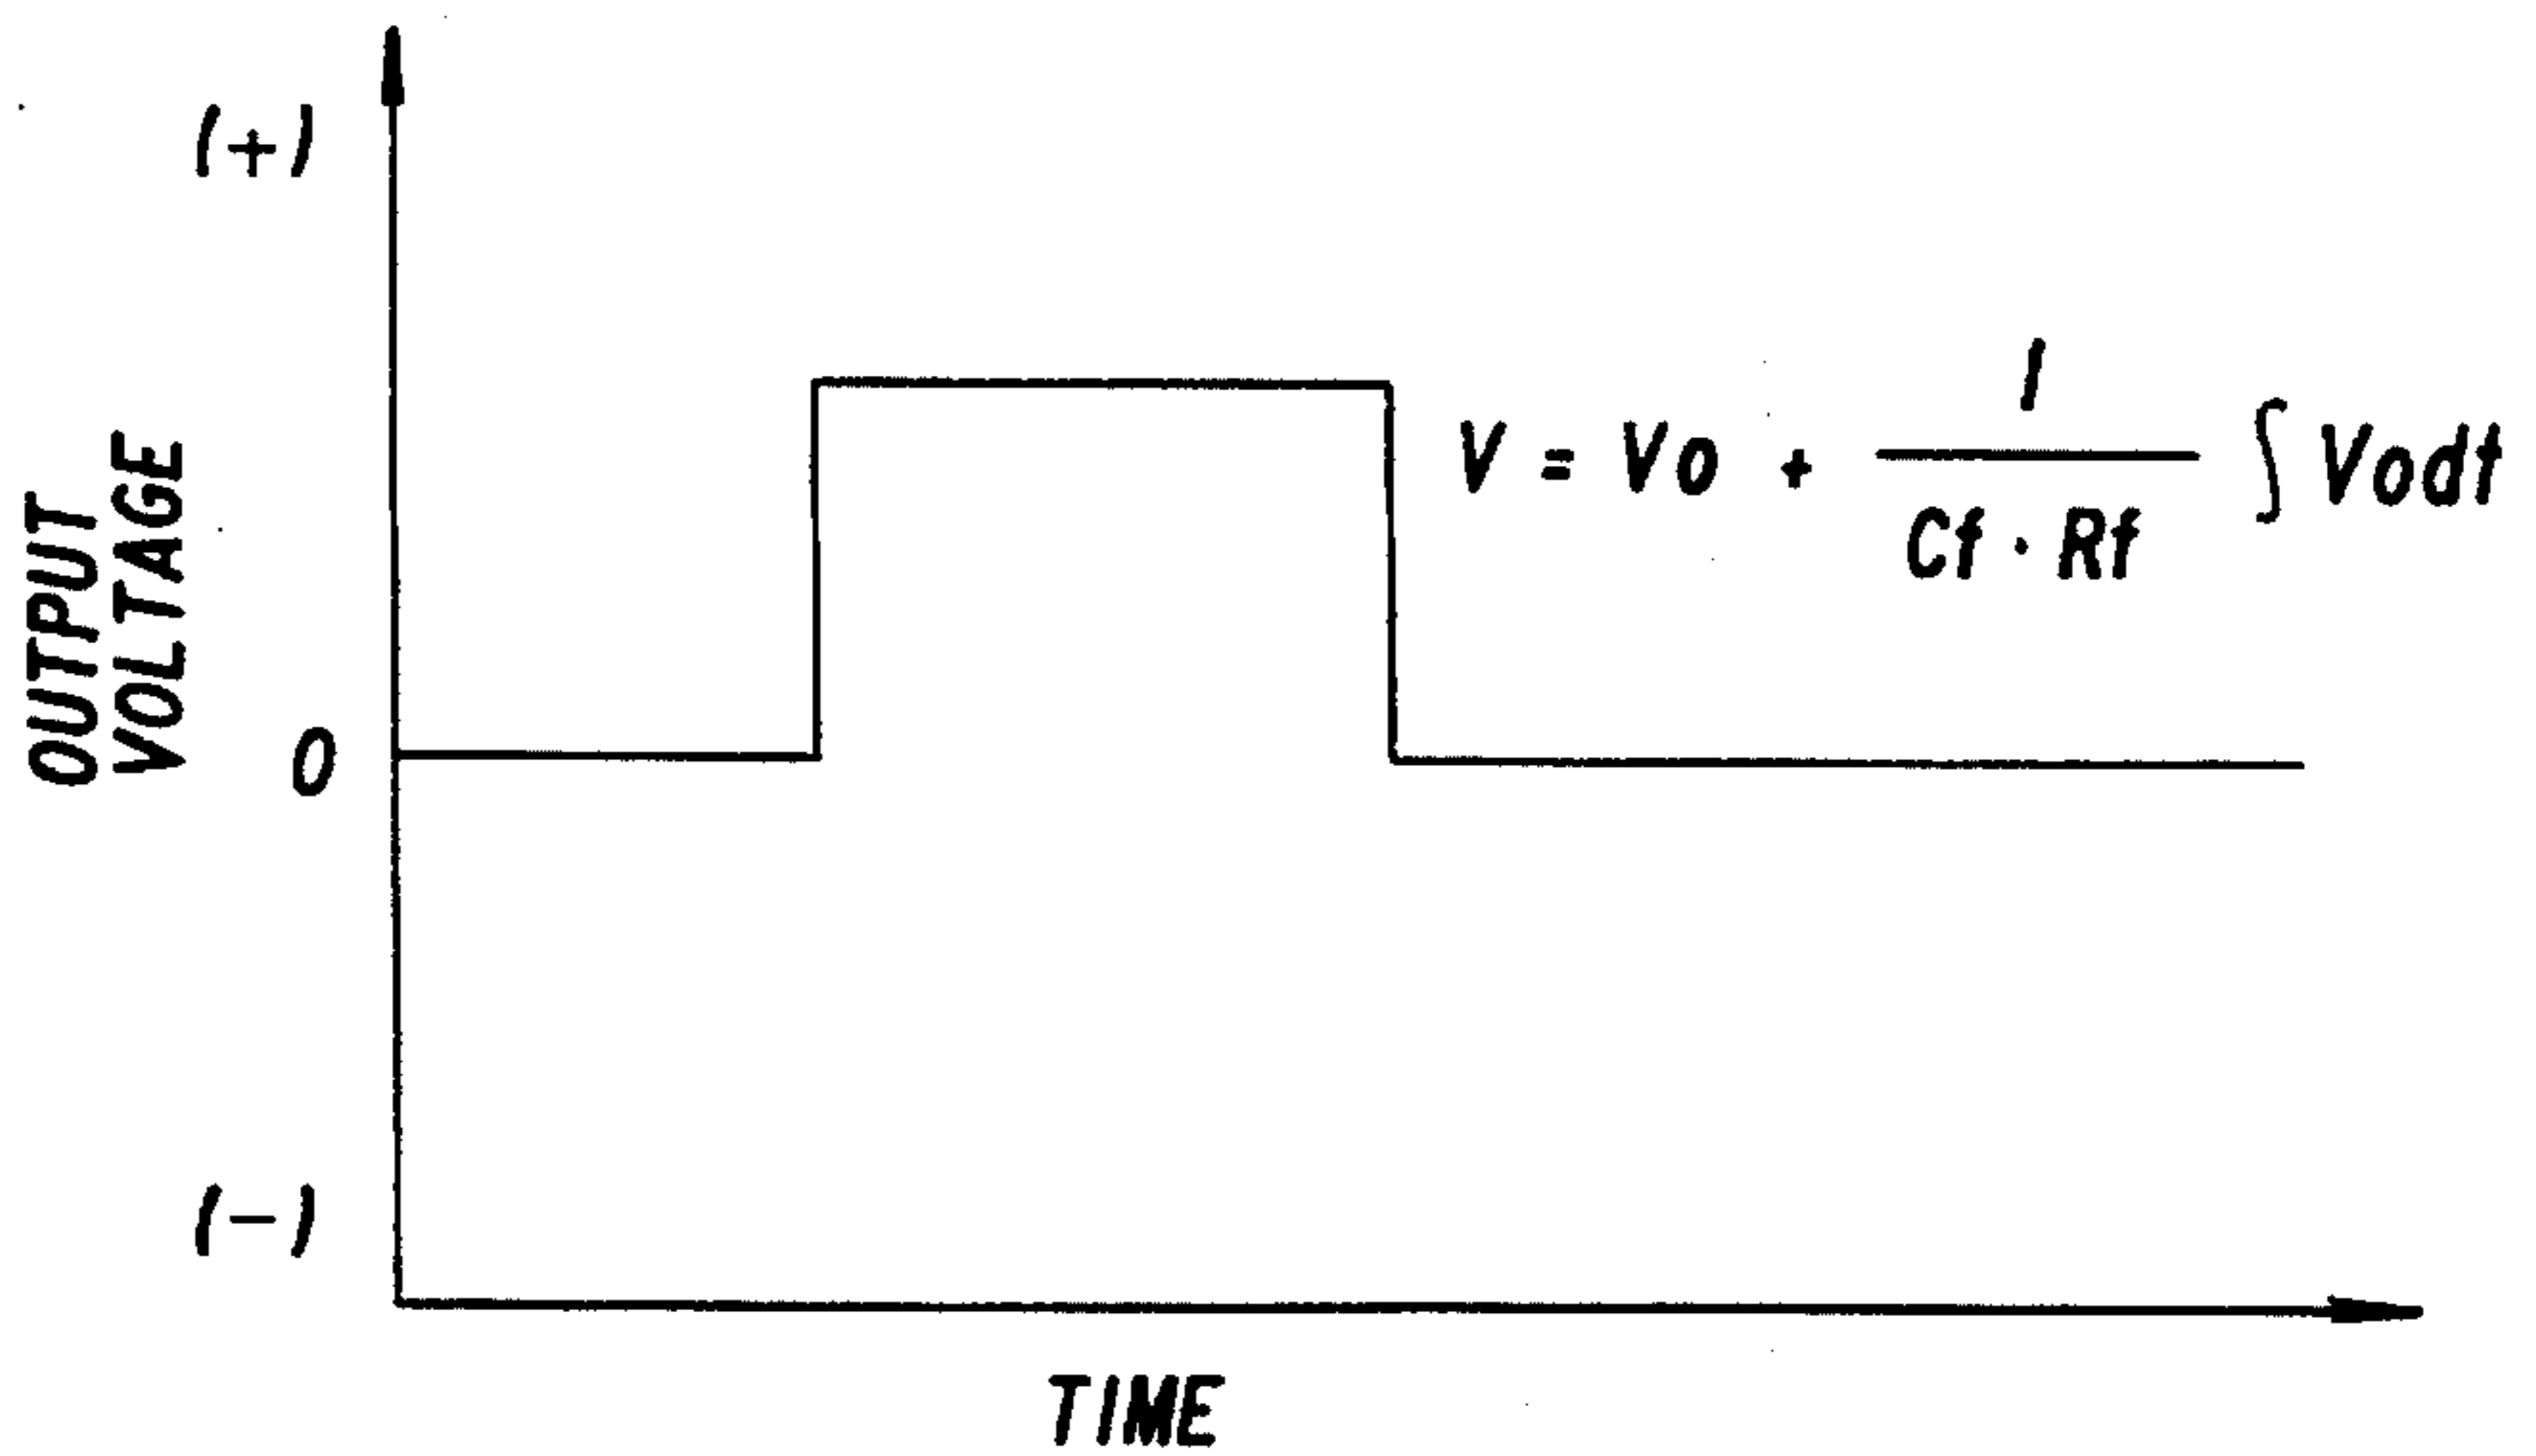 (+)
OUTPUT
VOLTAGE
V = Vo + 1/(Cf · Rf) ∫ Vodt
0
(-)
TIME